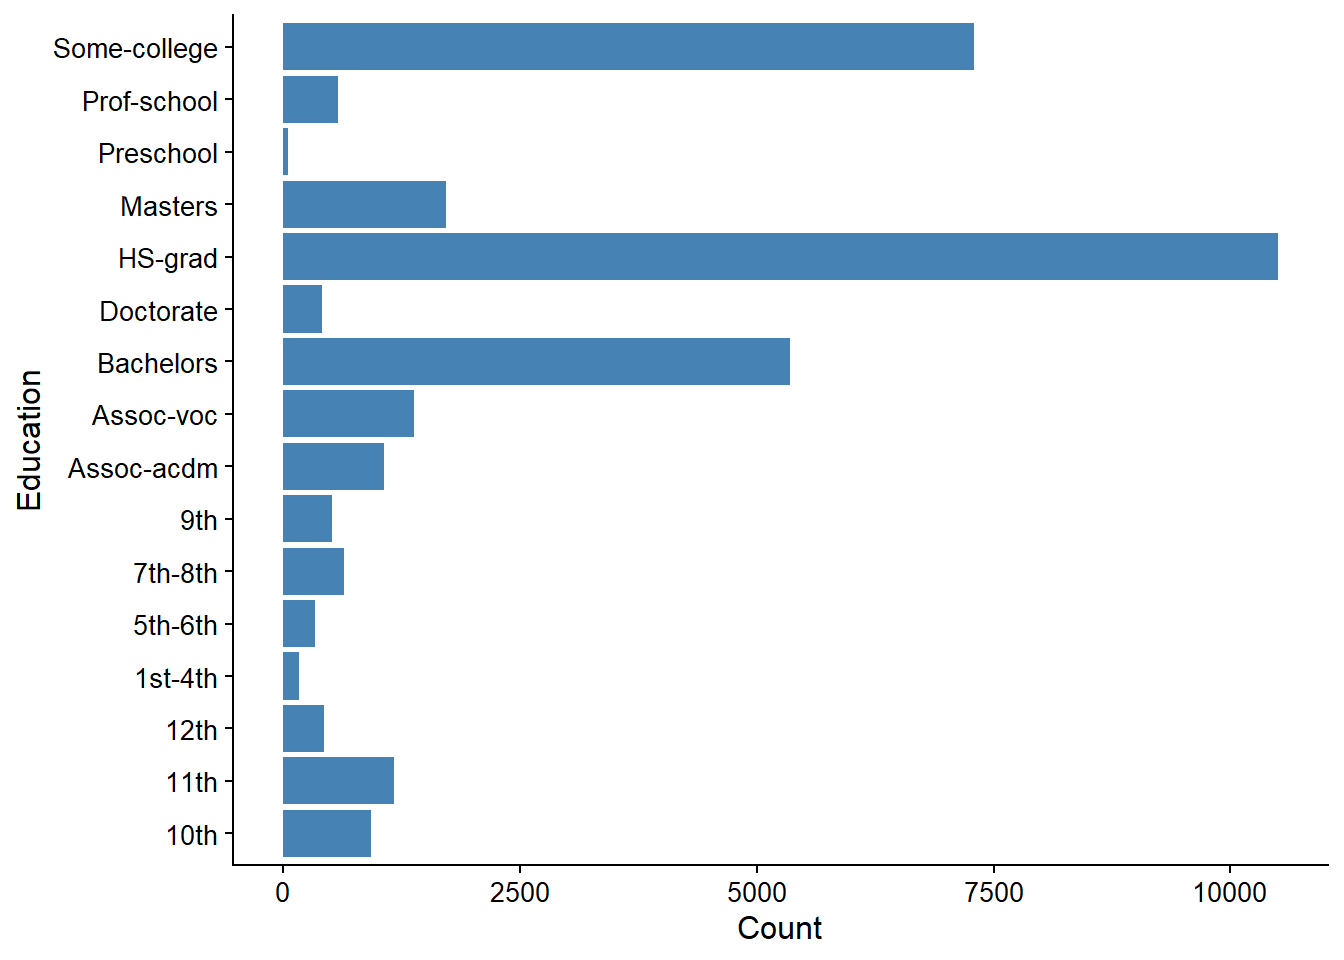 Some-college
Prof-school
Preschool
Masters
HS-grad
Doctorate
Bachelors
Assoc-voc
Assoc-acdm
9th
7th-8th
5th-6th
1st-4th
12th
11th
10th
Education
0 2500 5000 7500 10000
Count